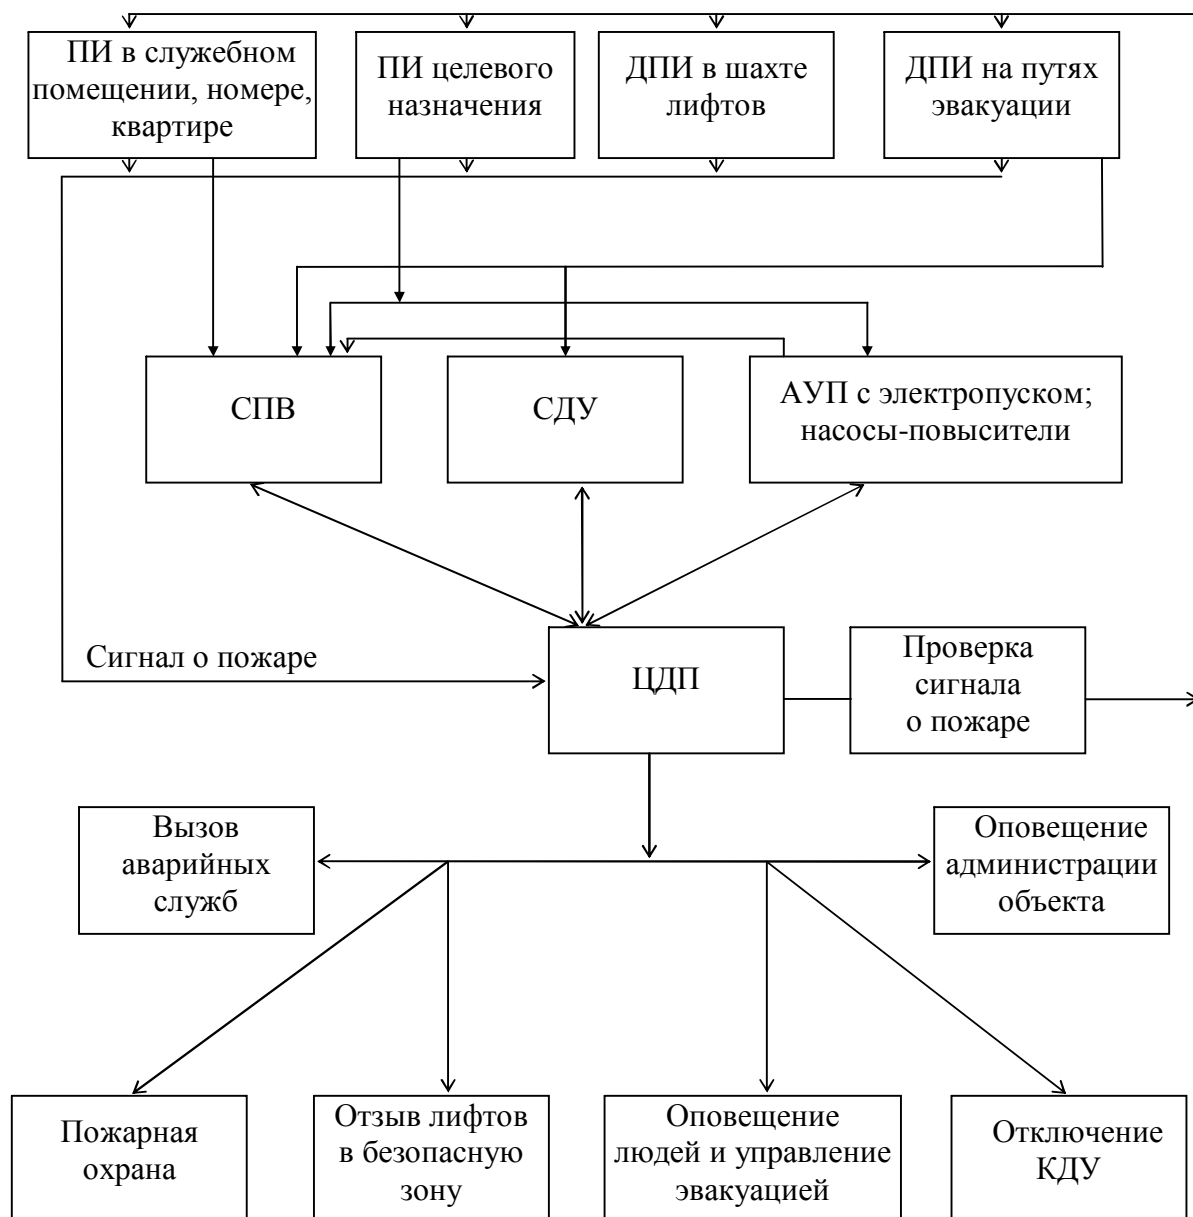 ПИ в служебном
помещении, номере,
квартире
ПИ целевого
назначения
ДПИ в шахте
лифтов
ДПИ на путях
эвакуации
СПВ
СДУ
АУП с электропуском;
насосы-повысители
Сигнал о пожаре
ЦДП
Проверка
сигнала
о пожаре
Вызов
аварийных
служб
Оповещение
администрации
объекта
Пожарная
охрана
Отзыв лифтов
в безопасную
зону
Оповещение
людей и управление
эвакуацией
Отключение
КДУ